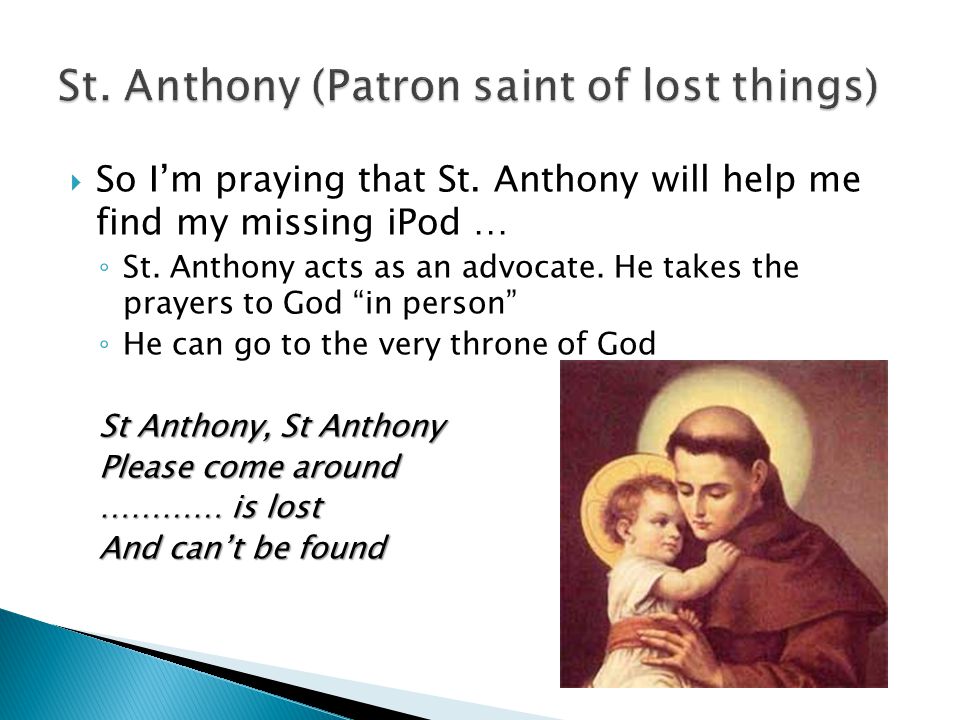 St. Anthony (Patron saint of lost things)
So I’m praying that St. Anthony will help me
find my missing iPod …
St. Anthony acts as an advocate. He takes the
prayers to God “in person”
He can go to the very throne of God
St Anthony, St Anthony
Please come around
………… is lost
And can’t be found